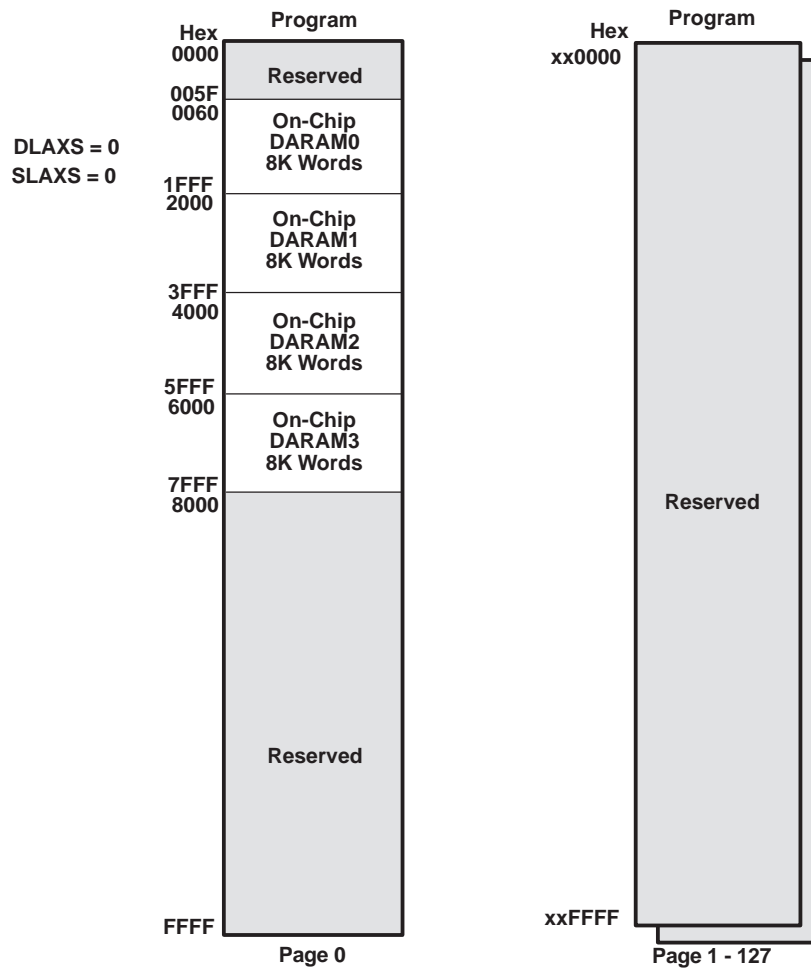 Program
Hex
0000
Reserved
005F
0060
On-Chip
DARAM0
8K Words
DLAXS = 0
SLAXS = 0
1FFF
2000
On-Chip
DARAM1
8K Words
3FFF
4000
On-Chip
DARAM2
8K Words
5FFF
6000
On-Chip
DARAM3
8K Words
7FFF
8000
Reserved
FFFF
Page 0
Program
Hex
xx0000
Reserved
xxFFFF
Page 1 - 127